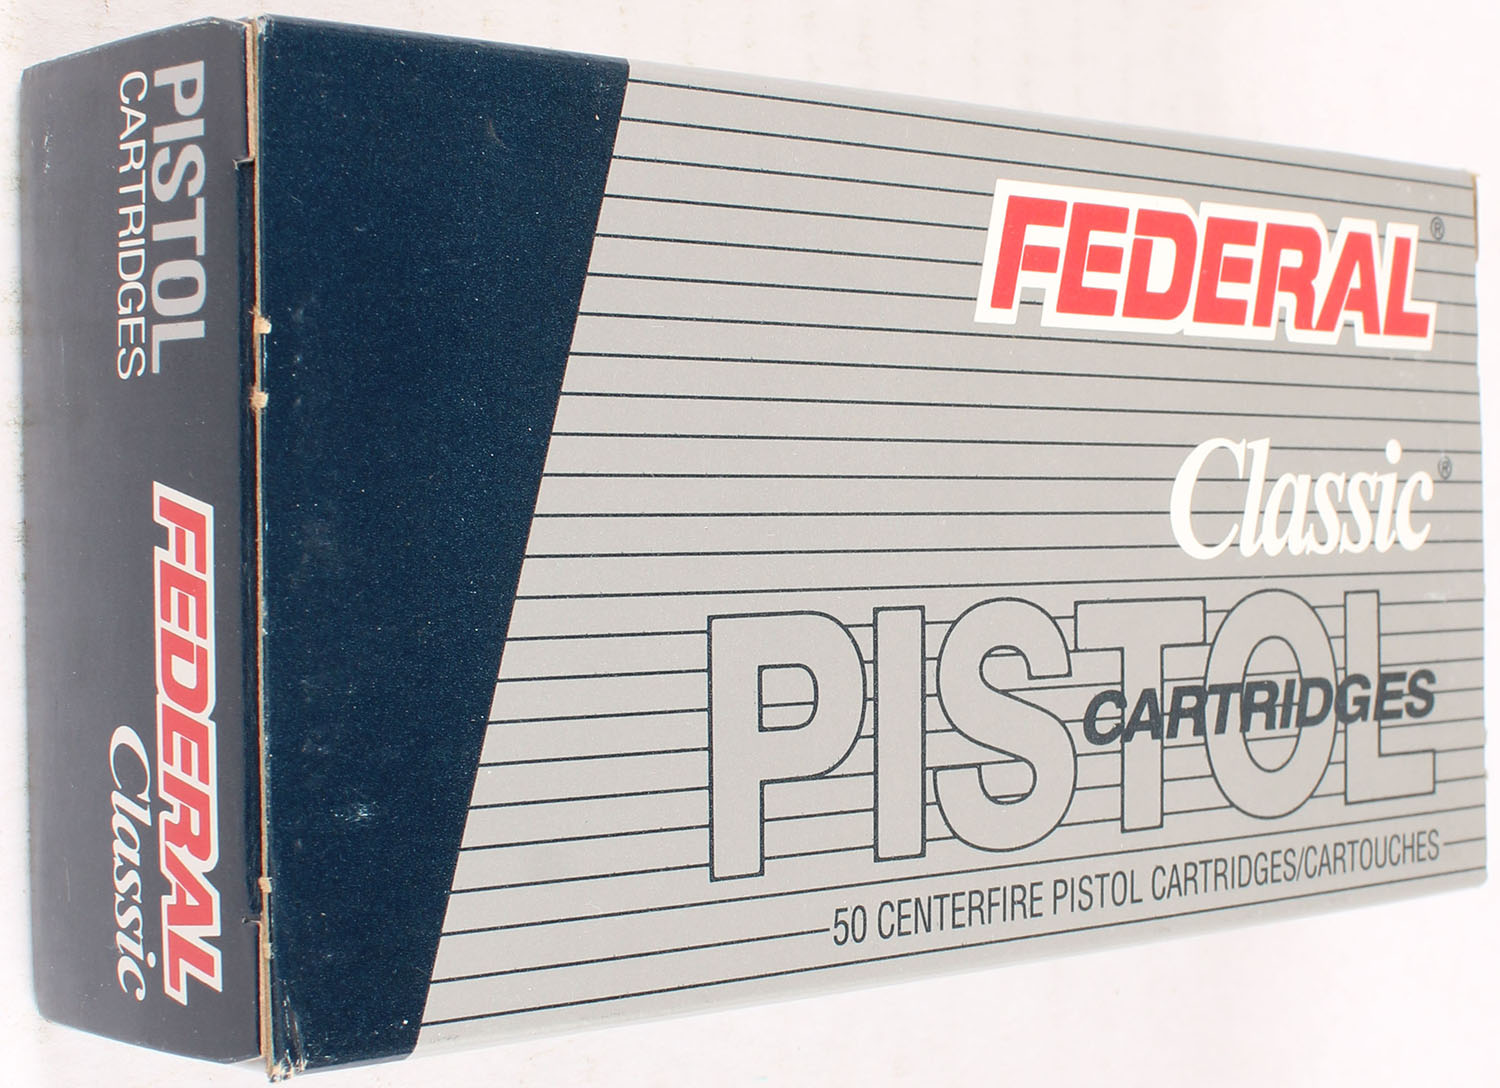 PISTOL
CARTRIDGES
FEDERAL
Classic
FEDERAL®
Classic®
PISTOL
CARTRIDGES
50 CENTERFIRE PISTOL CARTRIDGES/CARTOUCHES